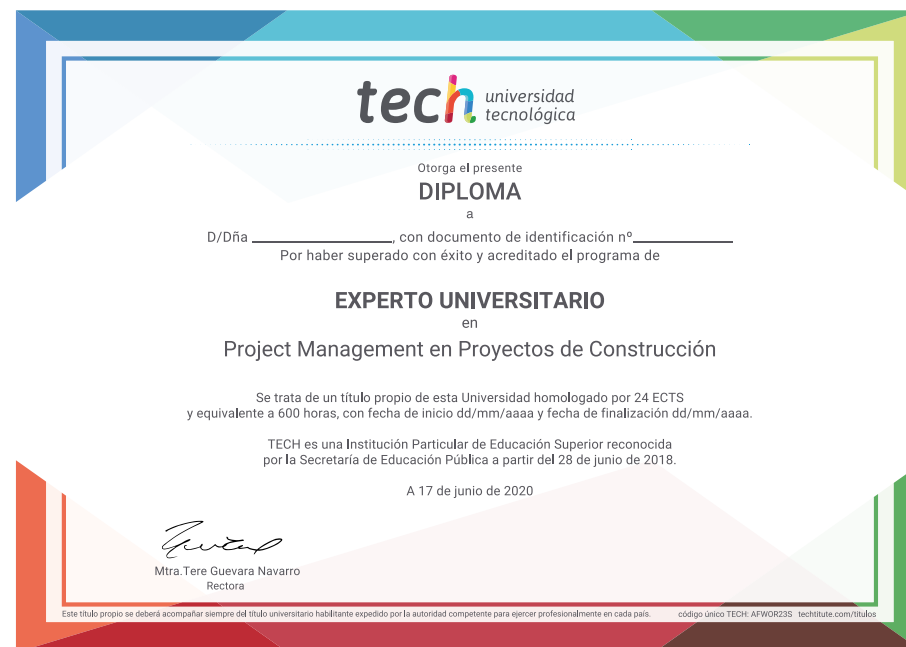 tech universidad
tecnológica
Otorga el presente
DIPLOMA
a
D/Dña ____________________, con documento de identificación nº______________
Por haber superado con éxito y acreditado el programa de
EXPERTO UNIVERSITARIO
en
Project Management en Proyectos de Construcción
Se trata de un título propio de esta Universidad homologado por 24 ECTS
y equivalente a 600 horas, con fecha de inicio dd/mm/aaaa y fecha de finalización dd/mm/aaaa.
TECH es una Institución Particular de Educación Superior reconocida
por la Secretaría de Educación Pública a partir del 28 de junio de 2018.
A 17 de junio de 2020
Mtra.Tere Guevara Navarro
Rectora
Este título propio se deberá acompañar siempre del título universitario habilitante expedido por la autoridad competente para ejercer profesionalmente en cada país. código único TECH: AFWOR23S techtitute.com/titulos